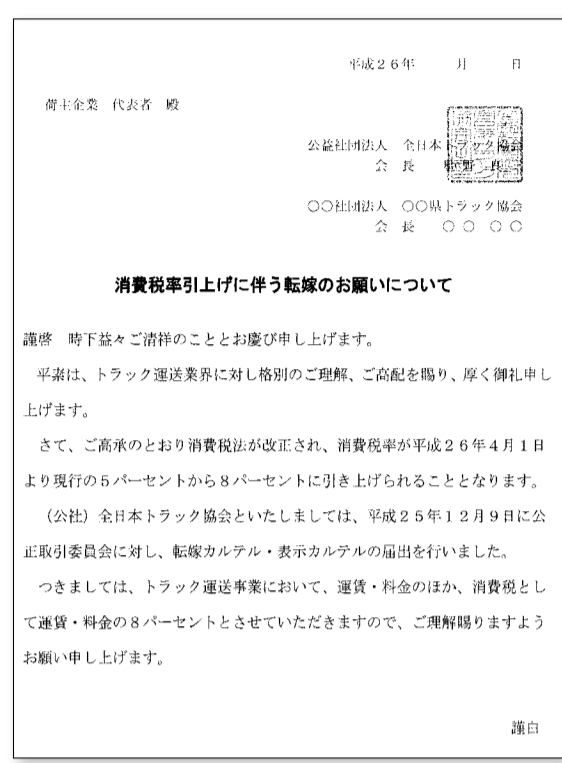 平成26年　　月　　日
荷主企業　代表者　殿
公益社団法人　全日本トラック協会
会　長
○○社団法人　○○県トラック協会
会　長　○ ○ ○ ○
消費税率引上げに伴う転嫁のお願いについて
謹啓　時下益々ご清祥のこととお慶び申し上げます。
平素は、トラック運送業界に対し格別のご理解、ご高配を賜り、厚く御礼申し
上げます。
さて、ご高承のとおり消費税法が改正され、消費税率が平成26年4月1日
より現行の5パーセントから8パーセントに引き上げられることとなります。
（公社）全日本トラック協会といたしましては、平成25年12月9日に公
正取引委員会に対し、転嫁カルテル・表示カルテルの届出を行いました。
つきましては、トラック運送事業において、運賃・料金のほか、消費税とし
て運賃・料金の8パーセントとさせていただきますので、ご理解賜りますよう
お願い申し上げます。
謹白